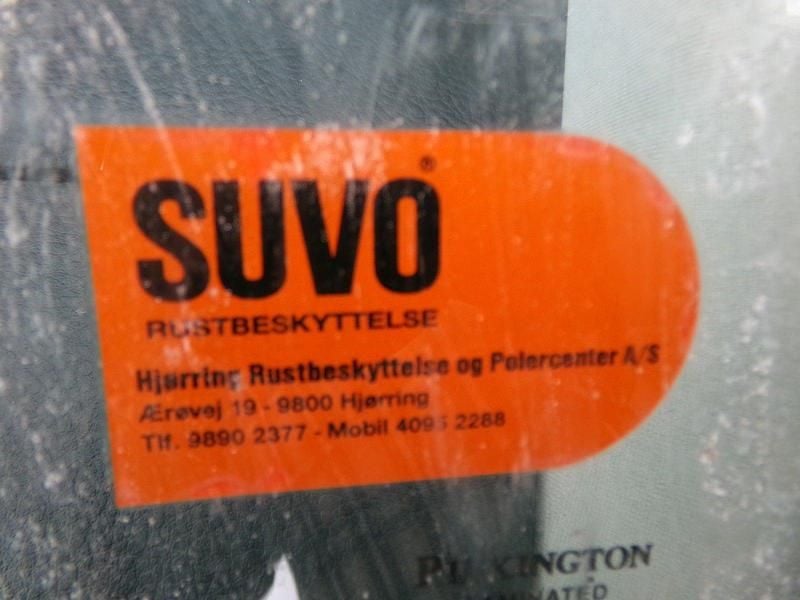 SUVO®
RUSTBESKYTTELSE
Hjørring Rustbeskyttelse og Polercenter A/S
Ærøvej 19 - 9800 Hjørring
Tlf. 9890 2377 - Mobil 4095 2288